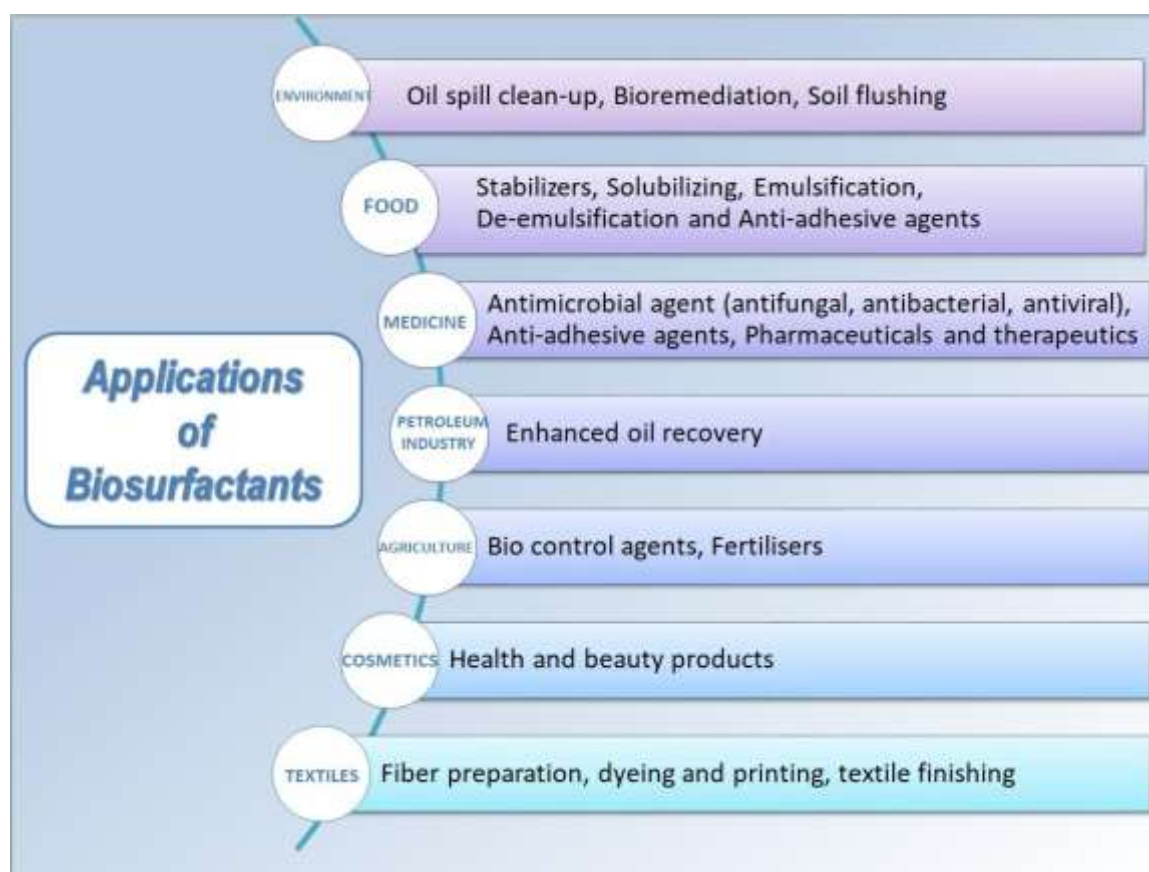 ENVIRONMENT
Oil spill clean-up, Bioremediation, Soil flushing
FOOD
Stabilizers, Solubilizing, Emulsification,
De-emulsification and Anti-adhesive agents
MEDICINE
Antimicrobial agent (antifungal, antibacterial, antiviral),
Anti-adhesive agents, Pharmaceuticals and therapeutics
Applications
of
Biosurfactants
PETROLEUM
INDUSTRY
Enhanced oil recovery
AGRICULTURE
Bio control agents, Fertilisers
COSMETICS
Health and beauty products
TEXTILES
Fiber preparation, dyeing and printing, textile finishing